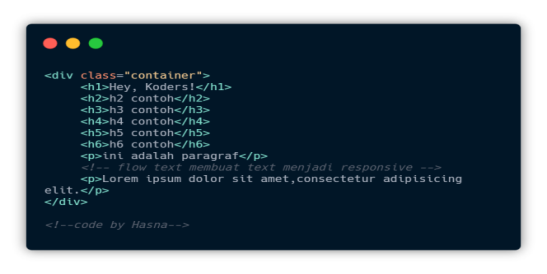 <div class="container">
<h1>Hey, Koders!</h1>
<h2>h2 contoh</h2>
<h3>h3 contoh</h3>
<h4>h4 contoh</h4>
<h5>h5 contoh</h5>
<h6>h6 contoh</h6>
<p>ini adalah paragraf</p>
<!-- flow text membuat text menjadi responsive -->
<p>Lorem ipsum dolor sit amet,consectetur adipisicing
elit.</p>
</div>
<!--code by Hasna-->